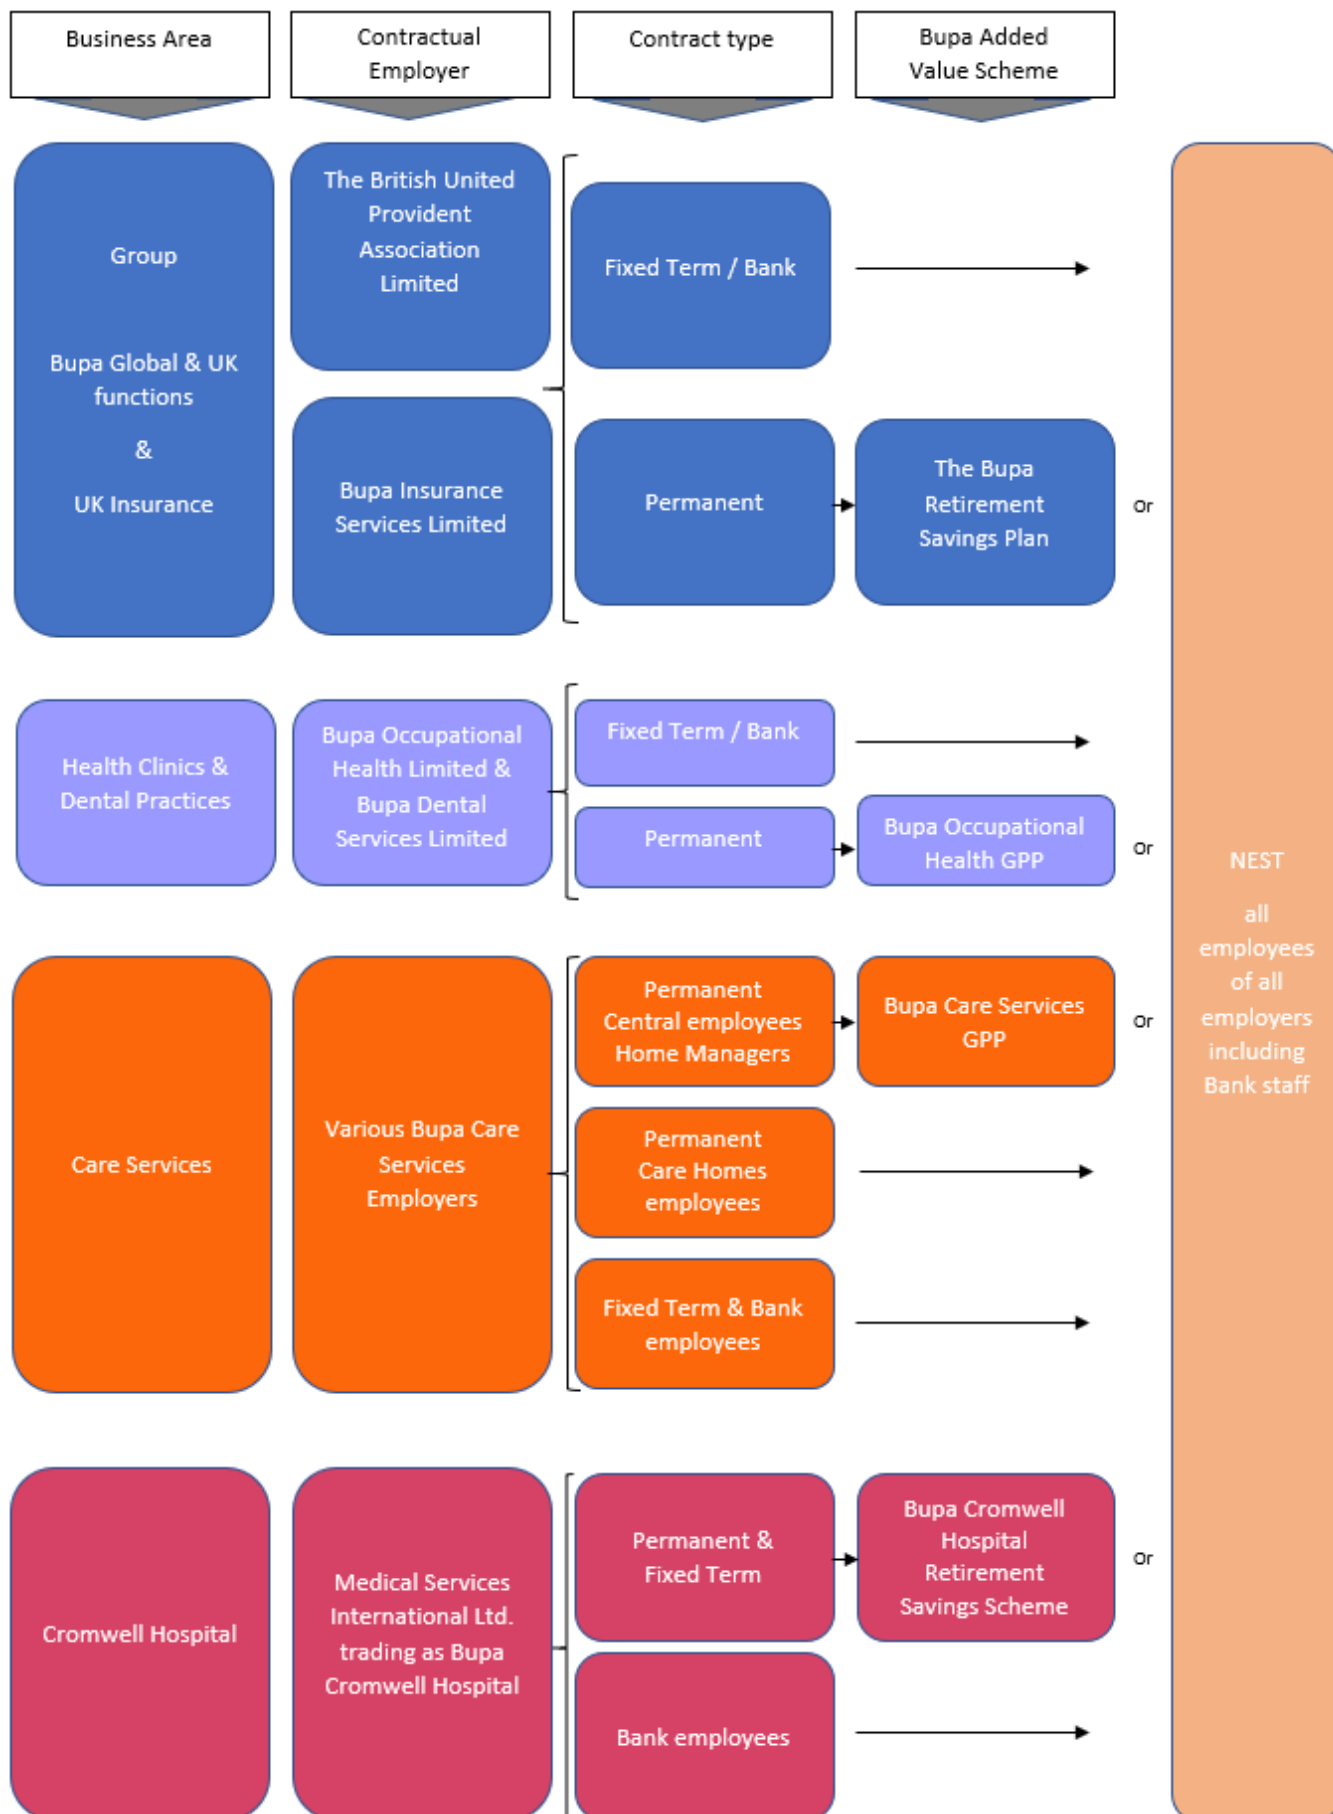 Business Area
Contractual
Employer
Contract type
Bupa Added
Value Scheme
Group
Bupa Global & UK
functions
&
UK Insurance
The British United
Provident
Association
Limited
Bupa Insurance
Services Limited
Fixed Term / Bank
Permanent
The Bupa
Retirement
Savings Plan
Or
Health Clinics &
Dental Practices
Bupa Occupational
Health Limited &
Bupa Dental
Services Limited
Fixed Term / Bank
Permanent
Bupa Occupational
Health GPP
Or
Care Services
Various Bupa Care
Services
Employers
Permanent
Central employees
Home Managers
Bupa Care Services
GPP
Or
Permanent
Care Homes
employees
Fixed Term & Bank
employees
Cromwell Hospital
Medical Services
International Ltd.
trading as Bupa
Cromwell Hospital
Permanent &
Fixed Term
Bupa Cromwell
Hospital
Retirement
Savings Scheme
Or
Bank employees
NEST
all
employees
of all
employers
including
Bank staff